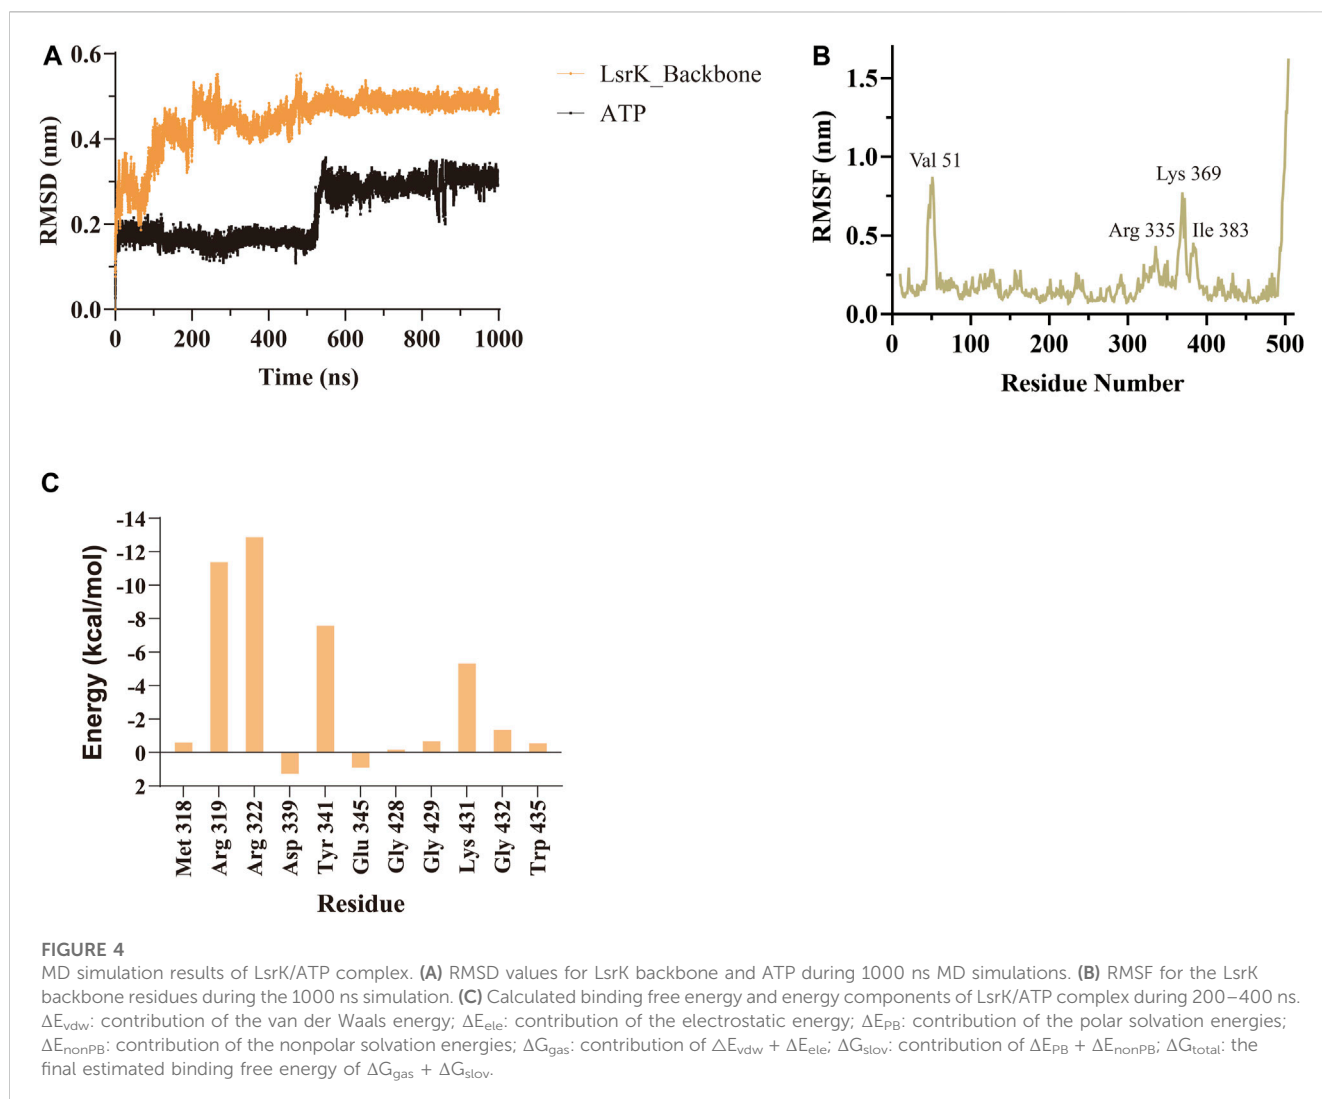 A
0.6
0.4
0.2
0.0
RMSD (nm)
0 200 400 600 800 1000
Time (ns)
LsrK_Backbone
ATP
B
1.5
1.0
0.5
0.0
RMSF (nm)
Val 51
Lys 369
Arg 335 Ile 383
0 100 200 300 400 500
Residue Number
C
-14
-12
-10
-8
-6
-4
-2
0
2
Energy (kcal/mol)
Met 318
Arg 319
Arg 322
Asp 339
Tyr 341
Glu 345
Gly 428
Gly 429
Lys 431
Gly 432
Trp 435
Residue
FIGURE 4
MD simulation results of LsrK/ATP complex. (A) RMSD values for LsrK backbone and ATP during 1000 ns MD simulations. (B) RMSF for the LsrK
backbone residues during the 1000 ns simulation. (C) Calculated binding free energy and energy components of LsrK/ATP complex during 200–400 ns.
ΔEvdw: contribution of the van der Waals energy; ΔEele: contribution of the electrostatic energy; ΔEPB: contribution of the polar solvation energies;
ΔEnonPB: contribution of the nonpolar solvation energies; ΔGgas: contribution of △Evdw + ΔEele; ΔGslov: contribution of ΔEPB + ΔEnonPB; ΔGtotal: the
final estimated binding free energy of ΔGgas + ΔGslov.